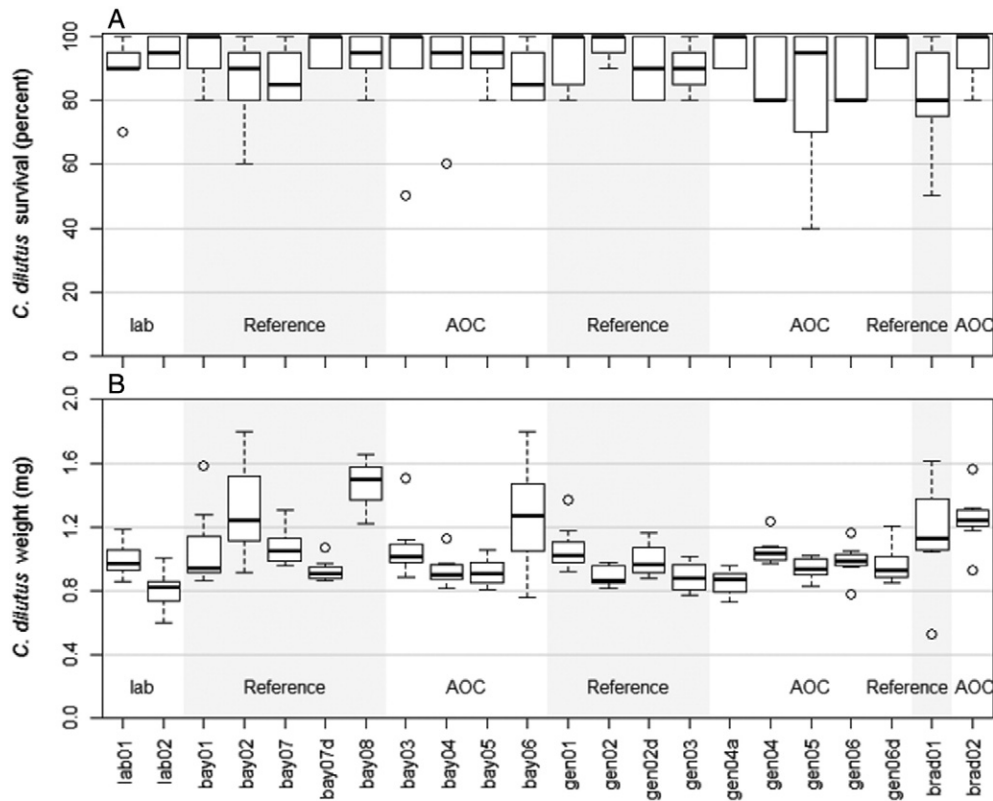 A
C. dilutus survival (percent)
100
80
60
40
20
0
lab Reference AOC Reference AOC Reference AOC
B
C. dilutus weight (mg)
2.0
1.6
1.2
0.8
0.4
0.0
lab Reference AOC Reference AOC Reference AOC
lab01 lab02 bay01 bay02 bay07 bay07d bay08 bay03 bay04 bay05 bay06 gen01 gen02 gen02d gen03 gen04a gen04 gen05 gen06 gen06d brad01 brad02